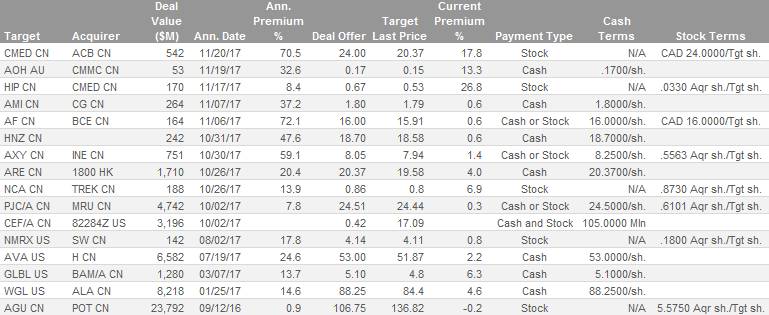 Target Acquirer Deal Value ($M) Ann. Date Ann. Premium % Deal Offer Target Last Price Current Premium % Payment Type Cash Terms Stock Terms
CMED CN ACB CN 542 11/20/17 70.5 24.00 20.37 17.8 Stock N/A CAD 24.0000/Tgt sh.
AOH AU CMMC CN 53 11/19/17 32.6 0.17 0.15 13.3 Cash .1700/sh.
HIP CN CMED CN 170 11/17/17 8.4 0.67 0.53 26.8 Stock N/A .0330 Aqr sh./Tgt sh.
AMI CN CG CN 264 11/07/17 37.2 1.80 1.79 0.6 Cash 1.8000/sh.
AF CN BCE CN 164 11/06/17 72.1 16.00 15.91 0.6 Cash or Stock 16.0000/sh. CAD 16.0000/Tgt sh.
HNZ CN 242 10/31/17 47.6 18.70 18.58 0.6 Cash 18.7000/sh.
AXY CN INE CN 751 10/30/17 59.1 8.05 7.94 1.4 Cash or Stock 8.2500/sh. .5563 Aqr sh./Tgt sh.
ARE CN 1800 HK 1,710 10/26/17 20.4 20.37 19.58 4.0 Cash 20.3700/sh.
NCA CN TREK CN 188 10/26/17 13.9 0.86 0.8 6.9 Stock N/A .8730 Aqr sh./Tgt sh.
PJC/A CN MRU CN 4,742 10/02/17 7.8 24.51 24.44 0.3 Cash or Stock 24.5000/sh. .6101 Aqr sh./Tgt sh.
CEF/A CN 82284Z US 3,196 10/02/17 0.42 17.09 Cash and Stock 105.0000 Mln
NMRX US SW CN 142 08/02/17 17.8 4.14 4.11 0.8 Stock N/A .1800 Aqr sh./Tgt sh.
AVA US H CN 6,582 07/19/17 24.6 53.00 51.87 2.2 Cash 53.0000/sh.
GLBL US BAM/A CN 1,280 03/07/17 13.7 5.10 4.8 6.3 Cash 5.1000/sh.
WGL US ALA CN 8,218 01/25/17 14.6 88.25 84.4 4.6 Cash 88.2500/sh.
AGU CN POT CN 23,792 09/12/16 0.9 106.75 136.82 -0.2 Stock N/A 5.5750 Aqr sh./Tgt sh.